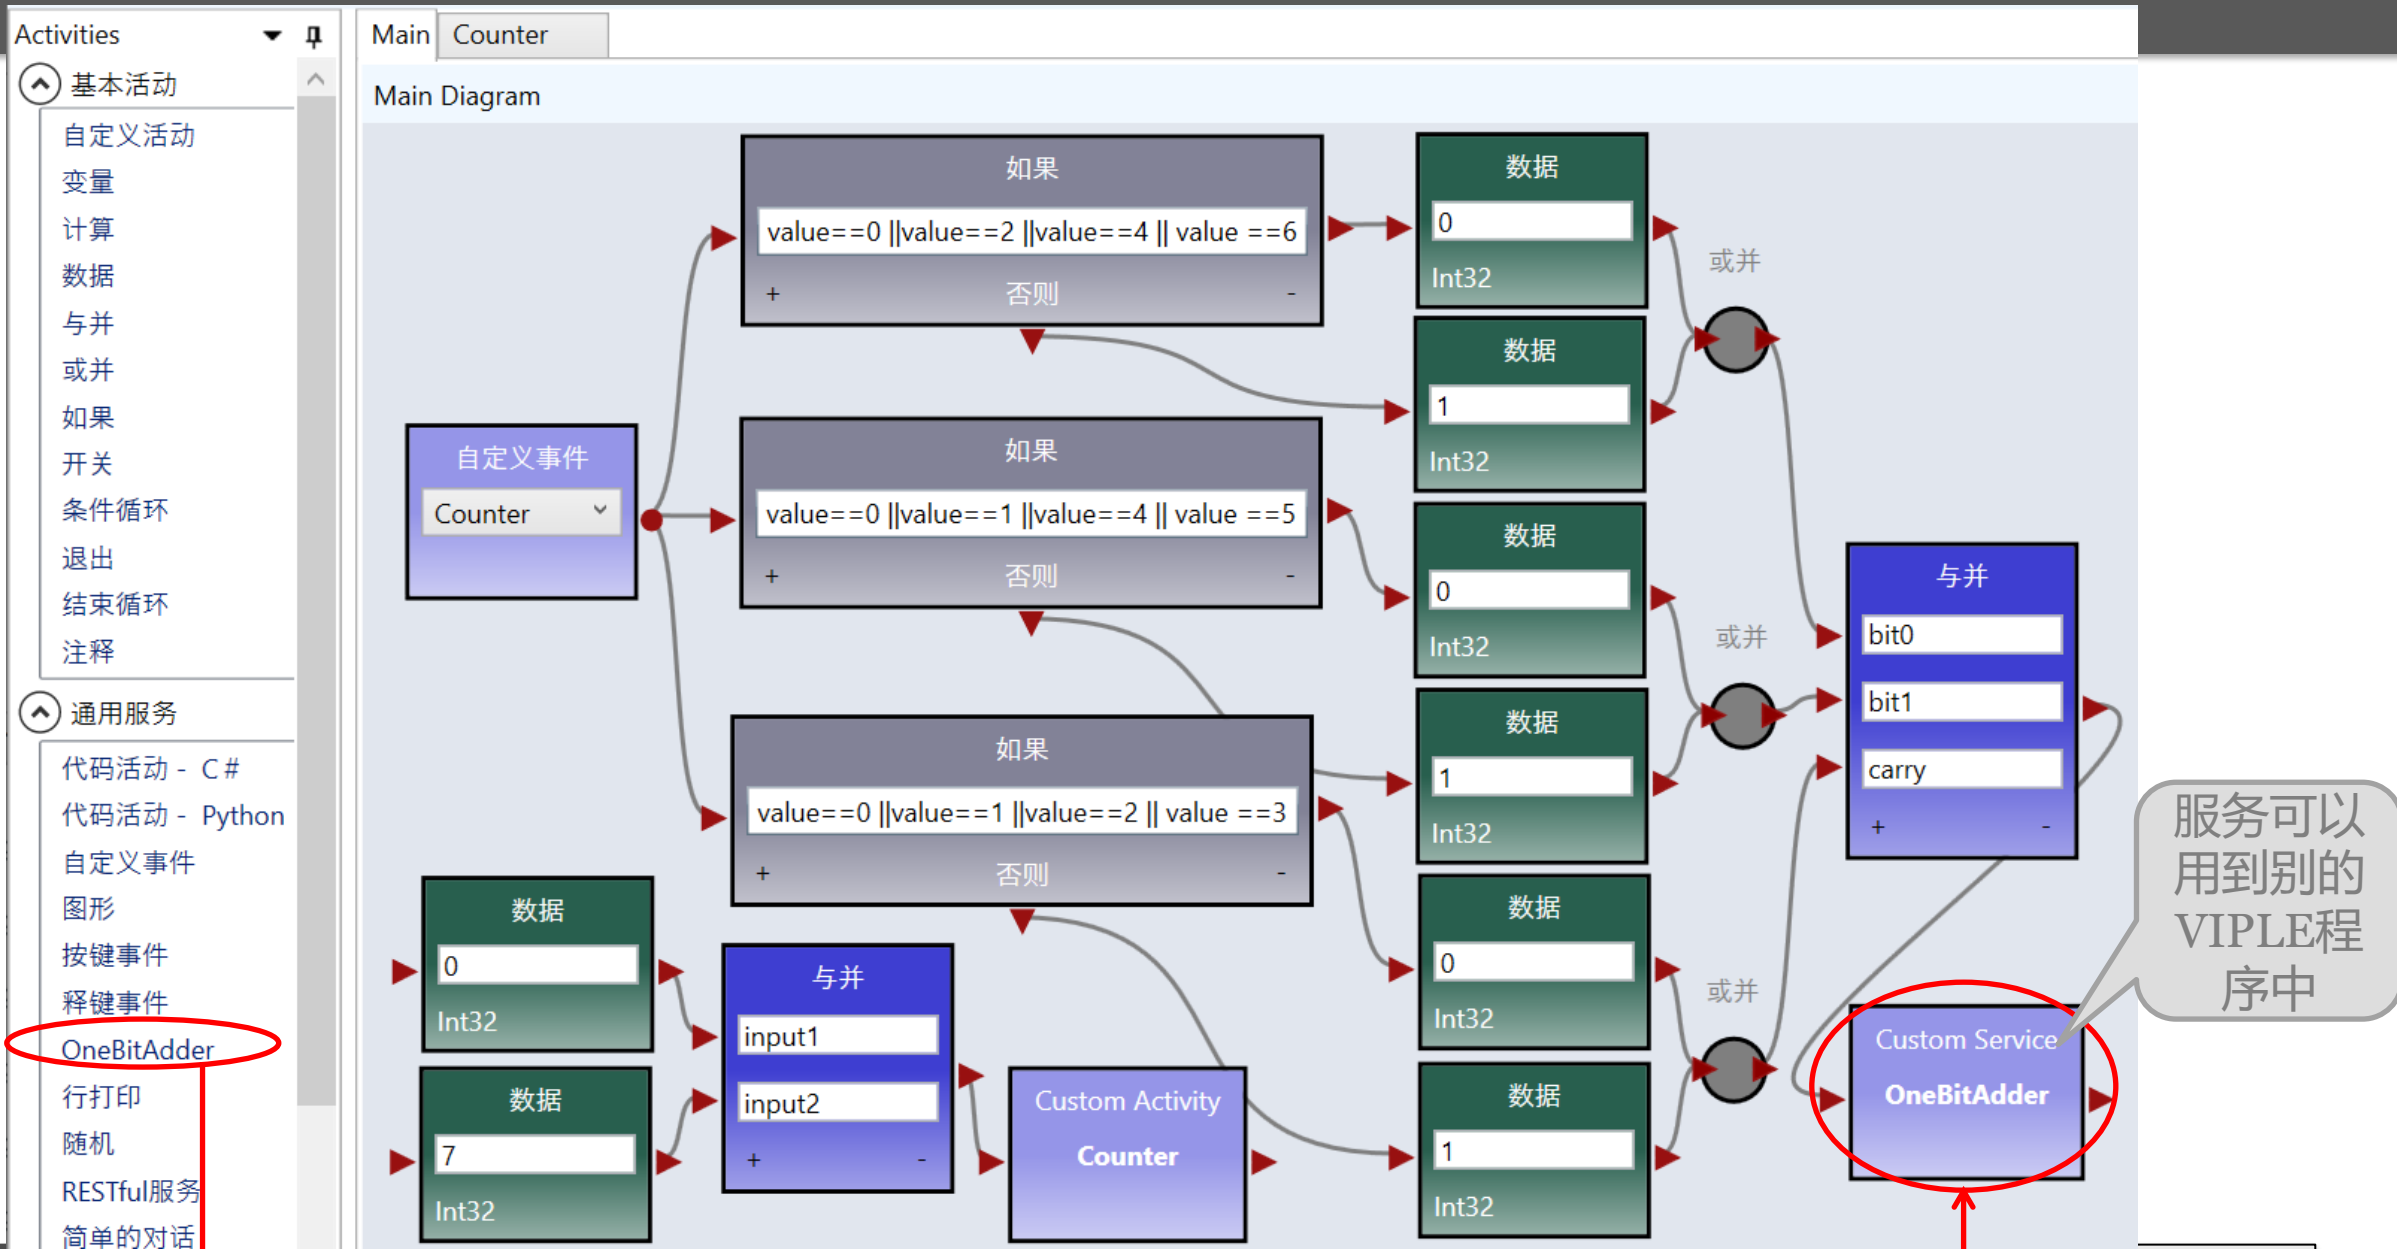 Activities
基本活动
自定义活动
变量
计算
数据
与并
或并
如果
开关
条件循环
退出
结束循环
注释
通用服务
代码活动 - C#
代码活动 - Python
自定义事件
图形
按键事件
释键事件
OneBitAdder
行打印
随机
RESTful服务
简单的对话
Main
Counter
Main Diagram
自定义事件
Counter
如果
value==0 ||value==2 ||value==4 || value ==6
+ 否则 -
如果
value==0 ||value==1 ||value==4 || value ==5
+ 否则 -
如果
value==0 ||value==1 ||value==2 || value ==3
+ 否则 -
数据
0
Int32
数据
7
Int32
与并
input1
input2
+ -
Custom Activity
Counter
数据
0
Int32
数据
1
Int32
数据
0
Int32
数据
1
Int32
数据
0
Int32
数据
1
Int32
或并
或并
或并
与并
bit0
bit1
carry
+ -
Custom Service
OneBitAdder
服务可以
用到别的
VIPLE程
序中